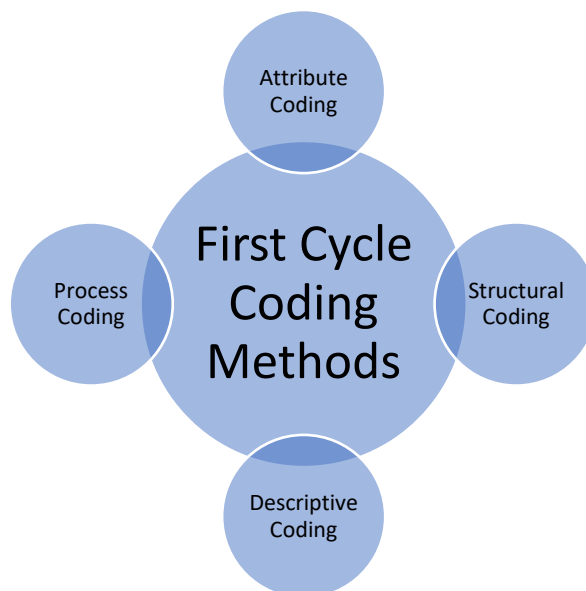 Attribute
Coding
First Cycle
Coding
Methods
Process
Coding
Structural
Coding
Descriptive
Coding